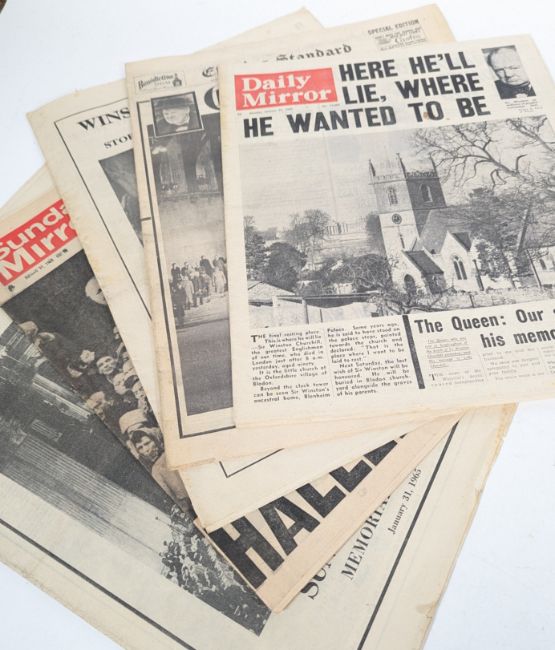 Daily
Mirror
HERE HE'LL
LIE, WHERE
HE WANTED TO BE
THE final resting place.
This is where he will lie
—Sir Winston Churchill,
the greatest Englishman
of our time, who died in
London just after 8 a.m.
yesterday, aged ninety.
It is the little church of
the Oxfordshire village of
Bladon.
Beyond the clock tower
can be seen Sir Winston's
ancestral home, Blenheim
Palace. Some years ago,
he is said to have stood on
the palace steps, pointed
towards the church and
declared: That is the
place where I want to be
laid to rest.
Next Saturday, the last
wish of Sir Winston will be
honoured. He will be
buried in Bladon church-
yard alongside the graves
of his parents.
The Queen: Our
his memo
SPECIAL EDITION
Standard
Benedictine
WINS
STO
Sunda
Mirr
HALLE
MEMORIA
January 31, 1965